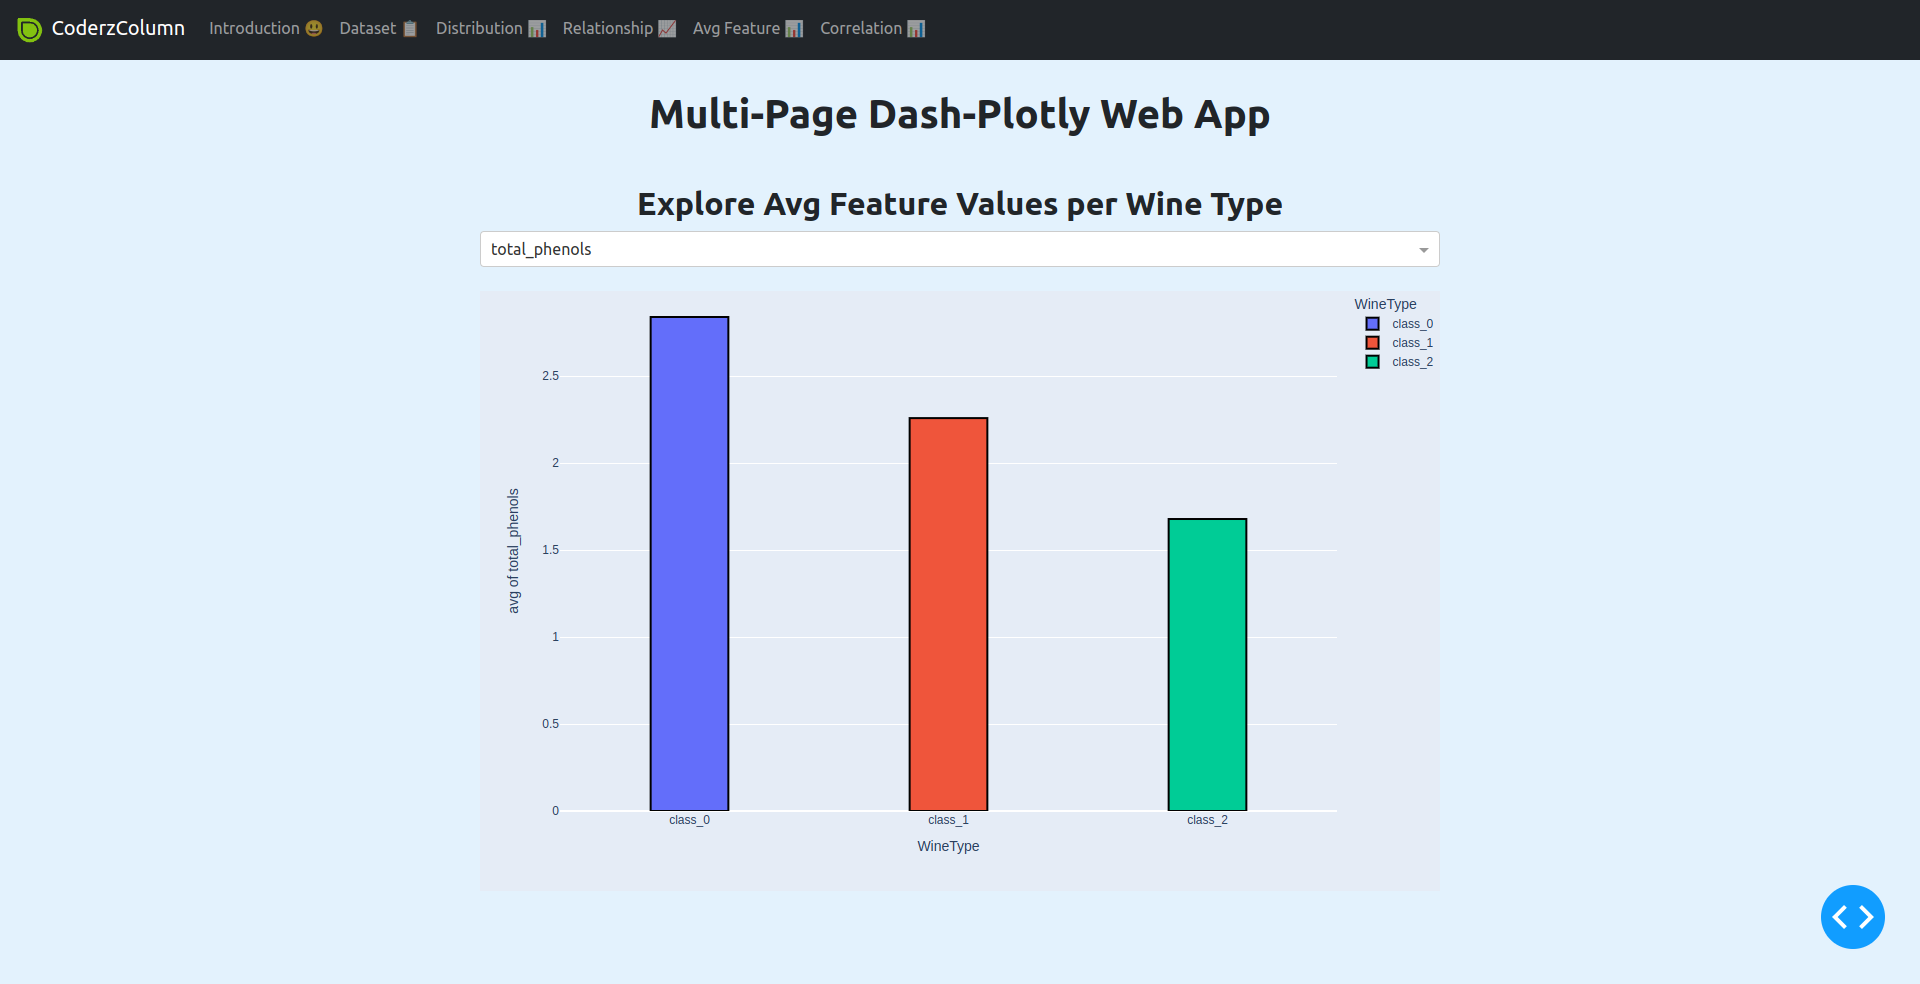 CoderzColumn Introduction 😃 Dataset 📋 Distribution 📊 Relationship 📈 Avg Feature 📊 Correlation 📊
Multi-Page Dash-Plotly Web App
Explore Avg Feature Values per Wine Type
total_phenols
WineType
class_0
class_1
class_2
2.5
2
1.5
1
0.5
0
avg of total_phenols
class_0 class_1 class_2
WineType